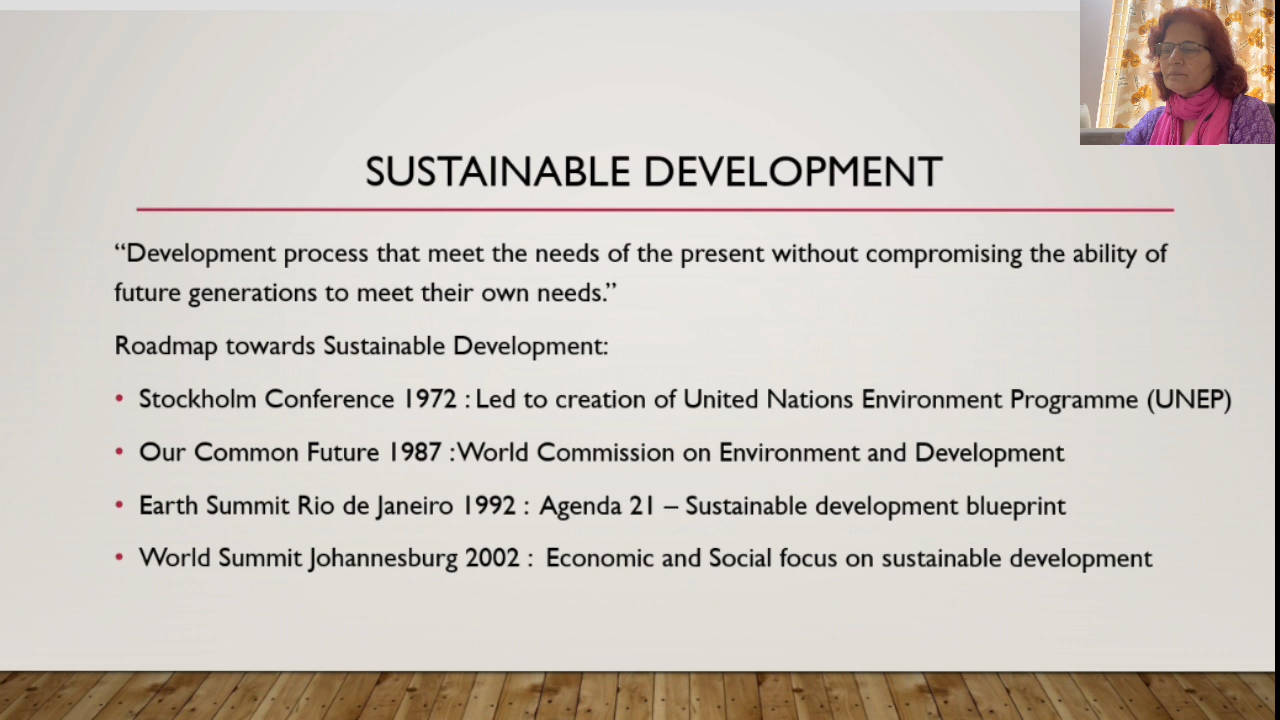 SUSTAINABLE DEVELOPMENT
“Development process that meet the needs of the present without compromising the ability of
future generations to meet their own needs.”
Roadmap towards Sustainable Development:
• Stockholm Conference 1972 : Led to creation of United Nations Environment Programme (UNEP)
• Our Common Future 1987 : World Commission on Environment and Development
• Earth Summit Rio de Janeiro 1992 : Agenda 21 – Sustainable development blueprint
• World Summit Johannesburg 2002 : Economic and Social focus on sustainable development